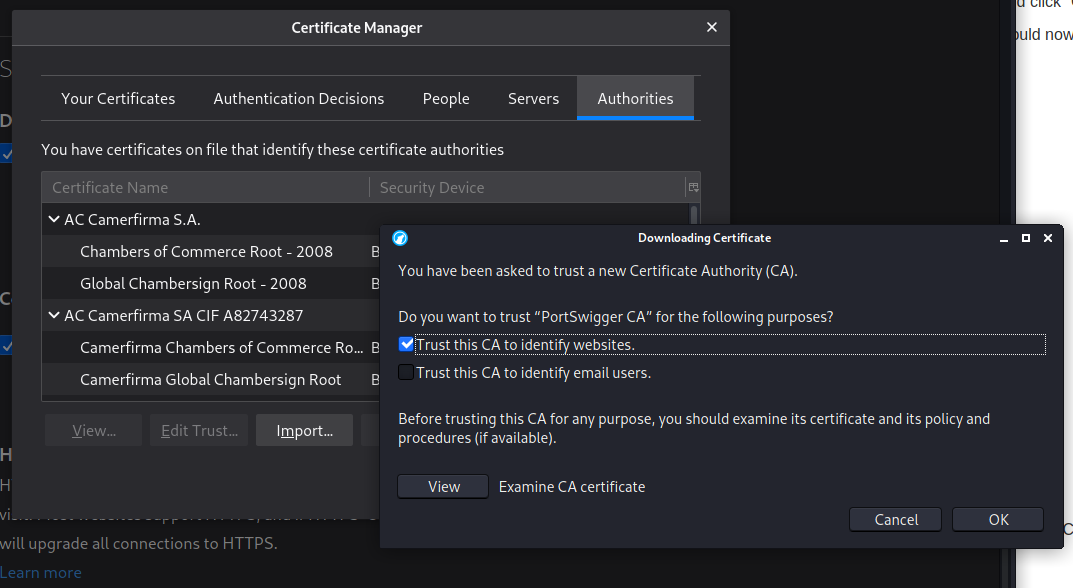 Certificate Manager
Your Certificates
Authentication Decisions
People
Servers
Authorities
You have certificates on file that identify these certificate authorities
Certificate Name
Security Device
AC Camerfirma S.A.
Chambers of Commerce Root - 2008
B
Global Chambersign Root - 2008
B
AC Camerfirma SA CIF A82743287
Camerfirma Chambers of Commerce Ro...
B
Camerfirma Global Chambersign Root
B
View...
Edit Trust...
Import...
Downloading Certificate
You have been asked to trust a new Certificate Authority (CA).
Do you want to trust “PortSwigger CA” for the following purposes?
Trust this CA to identify websites.
Trust this CA to identify email users.
Before trusting this CA for any purpose, you should examine its certificate and its policy and
procedures (if available).
View
Examine CA certificate
Cancel
OK
will upgrade all connections to HTTPS.
Learn more
click
now